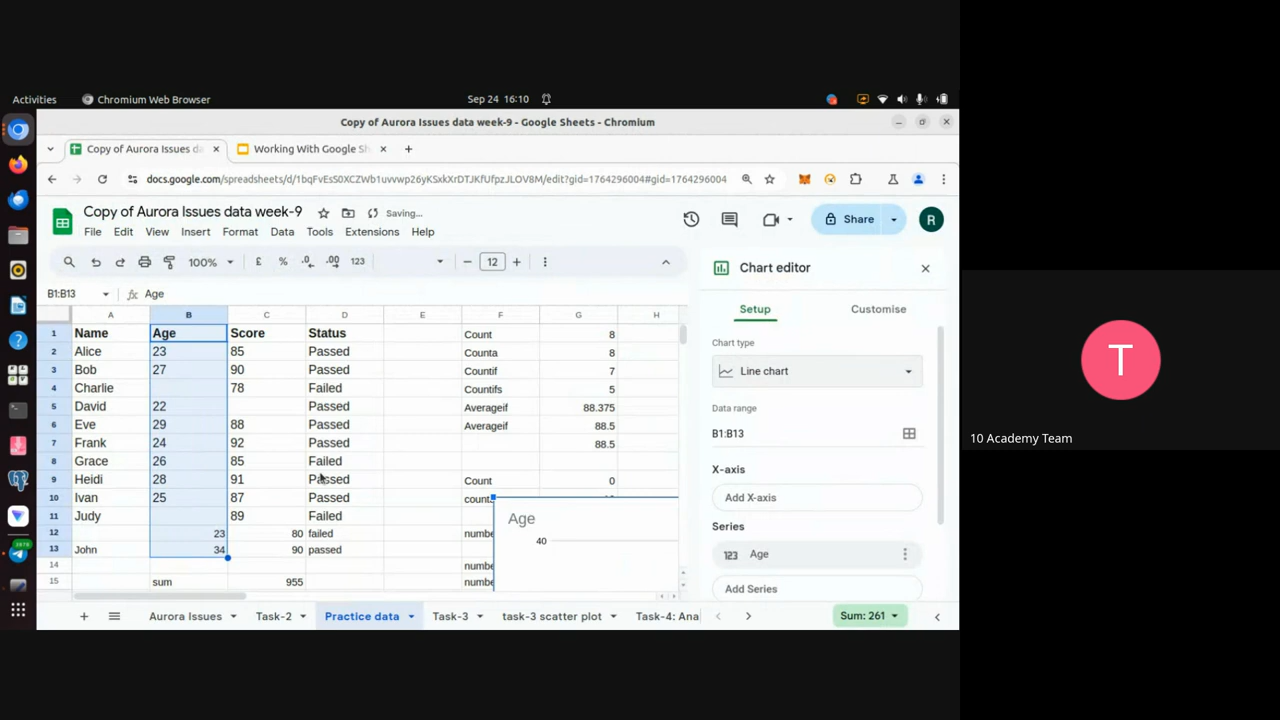 Activities
Chromium Web Browser
Sep 24 16:10
Copy of Aurora Issues data week-9 - Google Sheets - Chromium
Copy of Aurora Issues da
Working With Google Sh
docs.google.com/spreadsheets/d/1bqFvEsS0XCZWb1uvvwp26yKSxkXrDTJKfUfpzJLOV8M/edit?gid=1764296004#gid=1764296004
Copy of Aurora Issues data week-9
Saving...
Share
R
File Edit View Insert Format Data Tools Extensions Help
100% £ % .0 .00 123 12
Chart editor
B1:B13 fx Age
Setup Customise
A B C D E F G H
1 Name Age Score Status Count 8
2 Alice 23 85 Passed Counta 8
3 Bob 27 90 Passed Countif 7
4 Charlie 78 Failed Countifs 5
5 David 22 Passed Averageif 88.375
6 Eve 29 88 Passed Averageif 88.5
7 Frank 24 92 Passed 88.5
8 Grace 26 85 Failed
9 Heidi 28 91 Passed Count 0
10 Ivan 25 87 Passed count
11 Judy 89 Failed
12 23 80 failed numbe
13 John 34 90 passed
14 numbe
15 sum 955 numbe
Age
40
Chart type
Line chart
Data range
B1:B13
X-axis
Add X-axis
Series
123 Age
Add Series
Aurora Issues Task-2 Practice data Task-3 task-3 scatter plot Task-4: Ana
Sum: 261
T
10 Academy Team